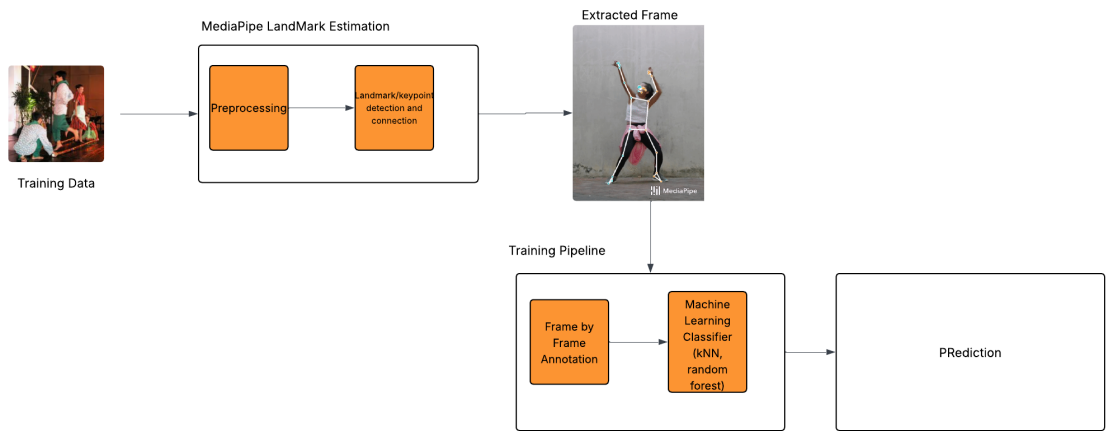 MediaPipe LandMark Estimation
Extracted Frame
Preprocessing
Landmark/keypoint
detection and
connection
Training Data
MediaPipe
Training Pipeline
Frame by
Frame
Annotation
Machine
Learning
Classifier
(kNN,
random
forest)
PRediction